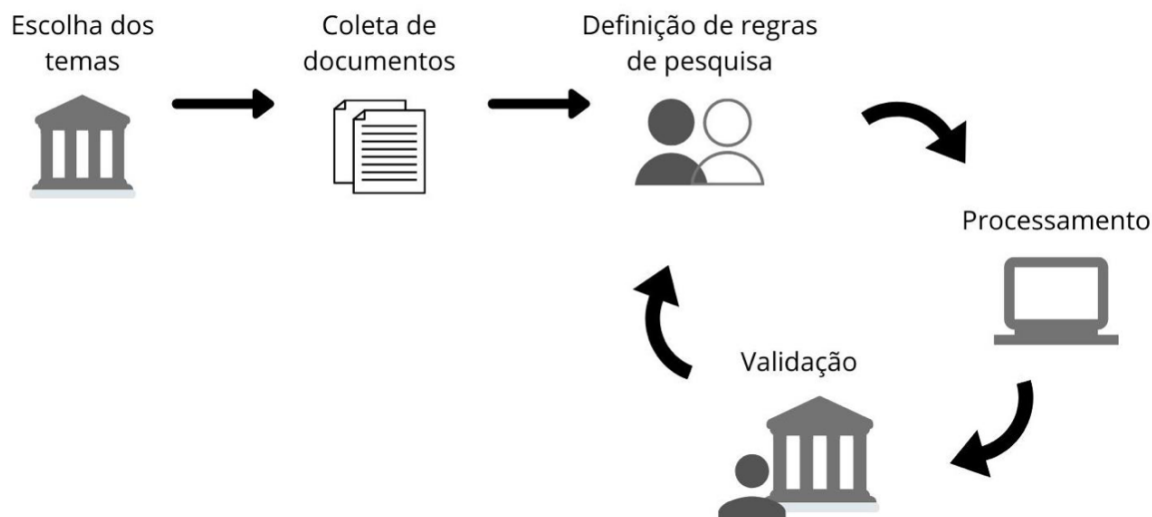 Escolha dos
temas
Coleta de
documentos
Definição de regras
de pesquisa
Processamento
Validação